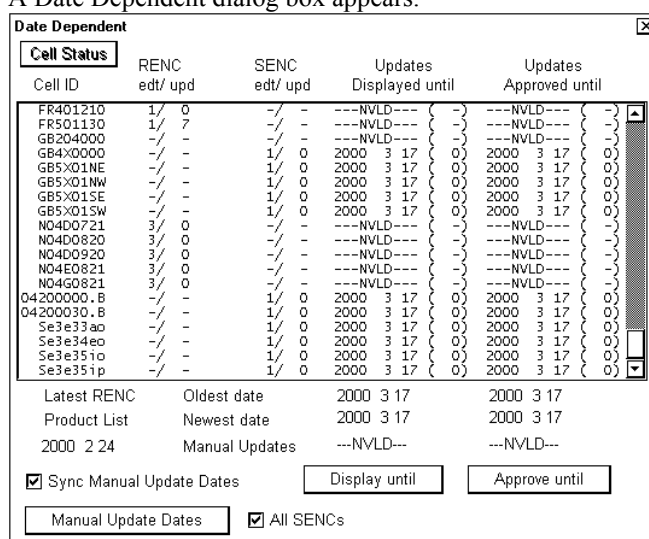 A Date Dependent dialog box appears.
Date Dependent
Cell Status RENC SENC Updates Updates
Cell ID edt/ upd edt/ upd Displayed until Approved until
FR401210 1/ 0 -/ - ---NVLD--- ( -) ---NVLD--- ( -)
FR501130 1/ 7 -/ - ---NVLD--- ( -) ---NVLD--- ( -)
GB204000 -/ - -/ - ---NVLD--- ( -) ---NVLD--- ( -)
GB4X0000 -/ - 1/ 0 2000 3 17 ( 0) 2000 3 17 ( 0)
GB5X01NE -/ - 1/ 0 2000 3 17 ( 0) 2000 3 17 ( 0)
GB5X01NW -/ - 1/ 0 2000 3 17 ( 0) 2000 3 17 ( 0)
GB5X01SE -/ - 1/ 0 2000 3 17 ( 0) 2000 3 17 ( 0)
GB5X01SW -/ - 1/ 0 2000 3 17 ( 0) 2000 3 17 ( 0)
NO4D0721 3/ 0 -/ - ---NVLD--- ( -) ---NVLD--- ( -)
NO4D0820 3/ 0 -/ - ---NVLD--- ( -) ---NVLD--- ( -)
NO4D0920 3/ 0 -/ - ---NVLD--- ( -) ---NVLD--- ( -)
NO4E0821 3/ 0 -/ - ---NVLD--- ( -) ---NVLD--- ( -)
NO4G0821 3/ 0 -/ - ---NVLD--- ( -) ---NVLD--- ( -)
04200000.B -/ - 1/ 0 2000 3 17 ( 0) 2000 3 17 ( 0)
04200030.B -/ - 1/ 0 2000 3 17 ( 0) 2000 3 17 ( 0)
Se3e33ao -/ - 1/ 0 2000 3 17 ( 0) 2000 3 17 ( 0)
Se3e34eo -/ - 1/ 0 2000 3 17 ( 0) 2000 3 17 ( 0)
Se3e35io -/ - 1/ 0 2000 3 17 ( 0) 2000 3 17 ( 0)
Se3e35ip -/ - 1/ 0 2000 3 17 ( 0) 2000 3 17 ( 0)
Latest RENC Oldest date 2000 3 17 2000 3 17
Product List Newest date 2000 3 17 2000 3 17
2000 2 24 Manual Updates ---NVLD--- ---NVLD---
Sync Manual Update Dates Display until Approve until
Manual Update Dates All SENCs